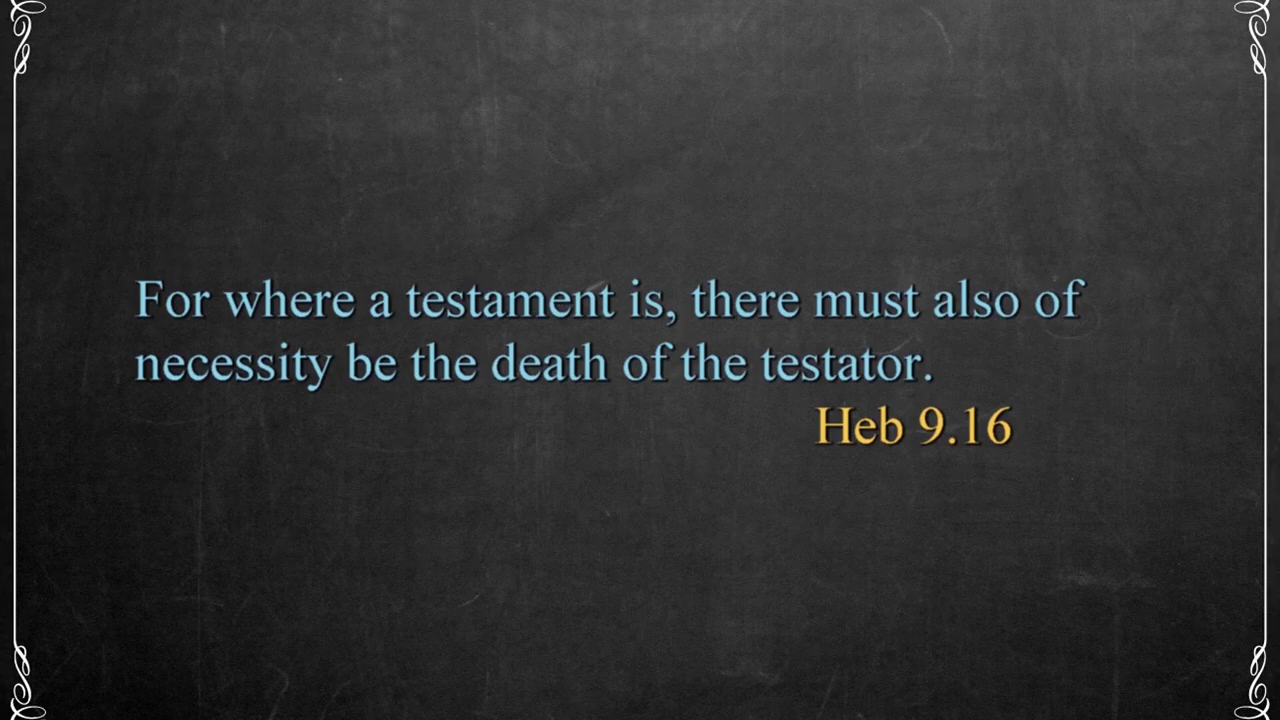 For where a testament is, there must also of
necessity be the death of the testator.
Heb 9.16